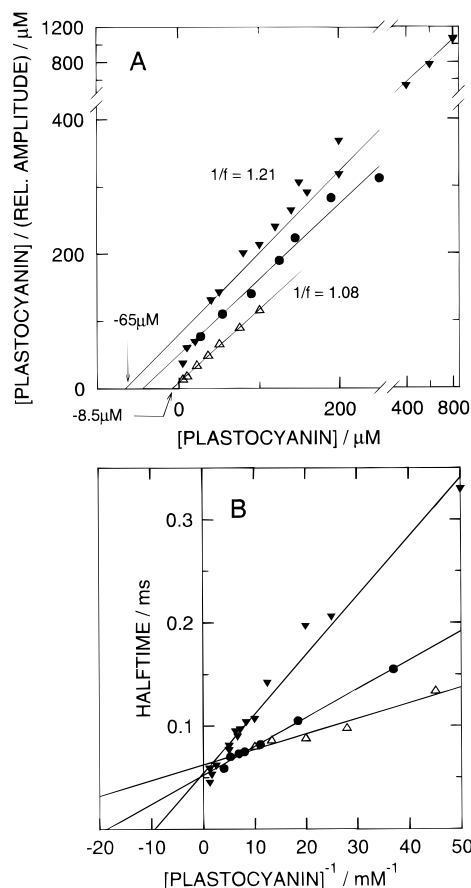 1200
800
400
200
0
A
1/f = 1.21
1/f = 1.08
-65μM
-8.5μM
0
200
400
800
[PLASTOCYANIN] / (REL. AMPLITUDE) / μM
[PLASTOCYANIN] / μM
B
0.3
0.2
0.1
HALFTIME / ms
-20
-10
0
10
20
30
40
50
[PLASTOCYANIN]⁻¹ / mM⁻¹